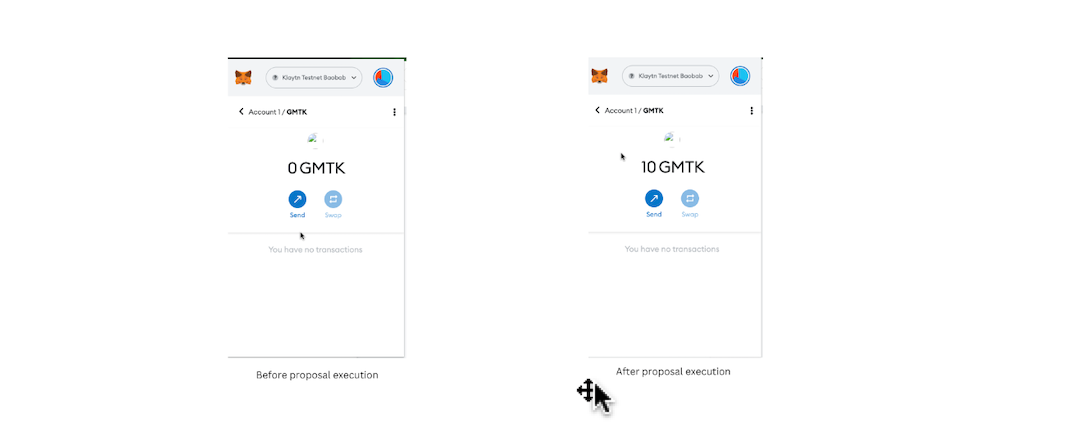 Klaytn Testnet Baobab
Account 1 / GMTK
0 GMTK
Send
Swap
You have no transactions
Before proposal execution
Klaytn Testnet Baobab
Account 1 / GMTK
10 GMTK
Send
Swap
You have no transactions
After proposal execution